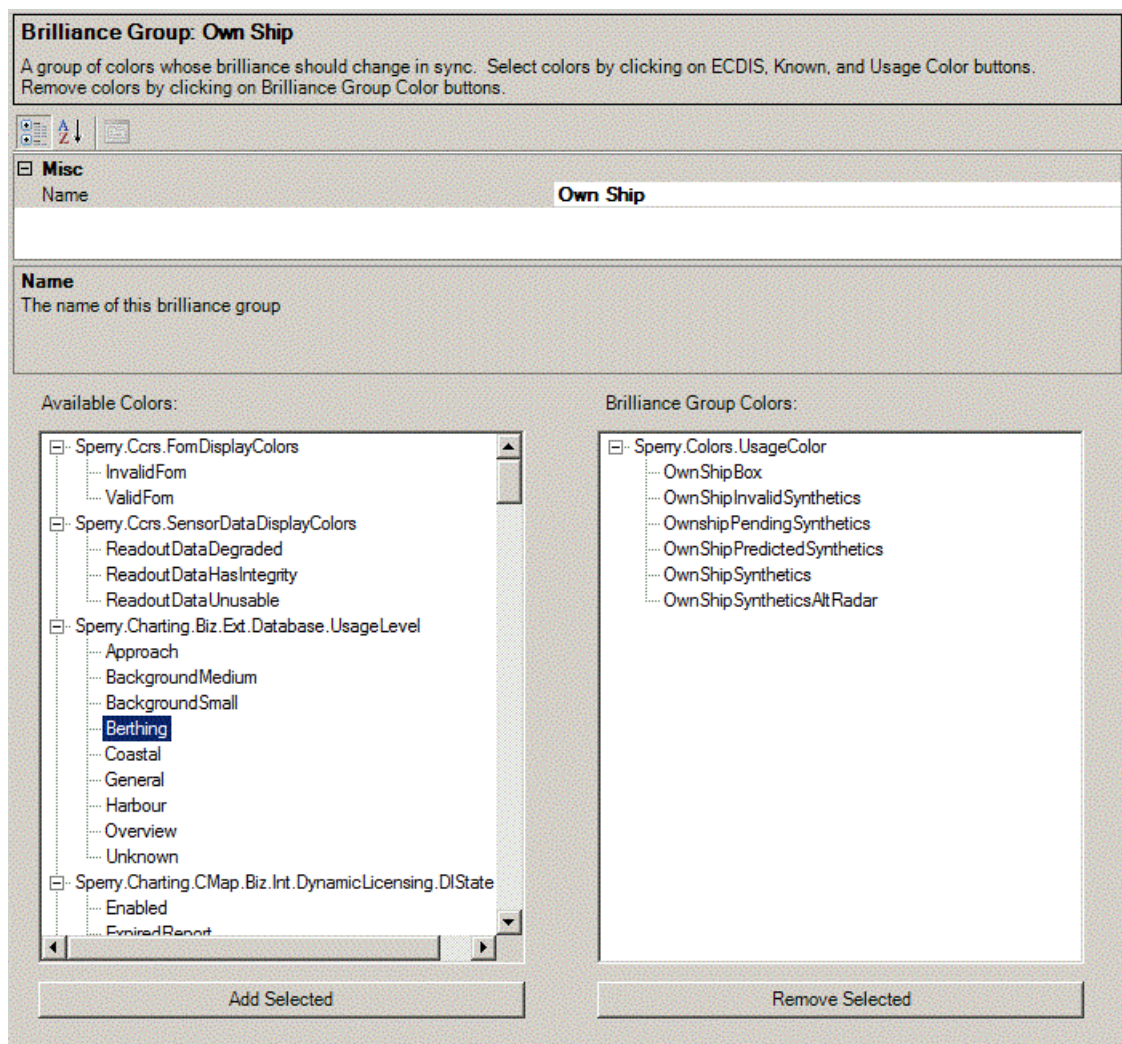 Brilliance Group: Own Ship
A group of colors whose brilliance should change in sync.  Select colors by clicking on ECDIS, Known, and Usage Color buttons.
Remove colors by clicking on Brilliance Group Color buttons.
Misc
Name Own Ship
Name
The name of this brilliance group
Available Colors:
Sperry.Ccrs.FomDisplayColors
InvalidFom
ValidFom
Sperry.Ccrs.SensorDataDisplayColors
ReadoutDataDegraded
ReadoutDataHasIntegrity
ReadoutDataUnusable
Sperry.Charting.Biz.Ext.Database.UsageLevel
Approach
BackgroundMedium
BackgroundSmall
Berthing
Coastal
General
Harbour
Overview
Unknown
Sperry.Charting.CMap.Biz.Int.DynamicLicensing.DlState
Enabled
ExpiredReport
Add Selected
Brilliance Group Colors:
Sperry.Colors.UsageColor
OwnShipBox
OwnShipInvalidSynthetics
OwnshipPendingSynthetics
OwnShipPredictedSynthetics
OwnShipSynthetics
OwnShipSyntheticsAltRadar
Remove Selected